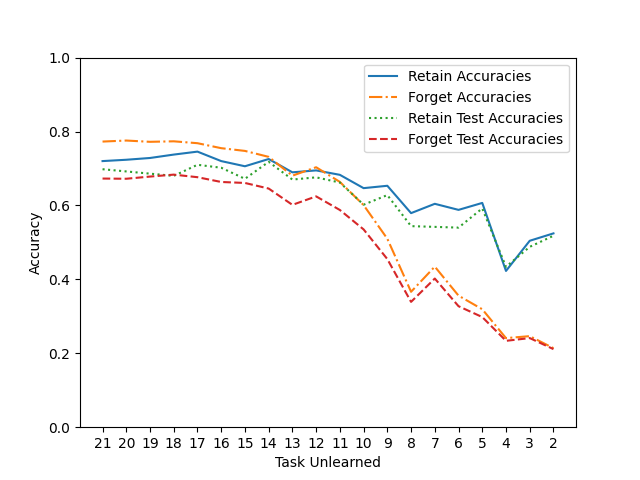 1.0
0.8
0.6
0.4
0.2
0.0
Accuracy
Retain Accuracies
Forget Accuracies
Retain Test Accuracies
Forget Test Accuracies
21 20 19 18 17 16 15 14 13 12 11 10 9 8 7 6 5 4 3 2
Task Unlearned